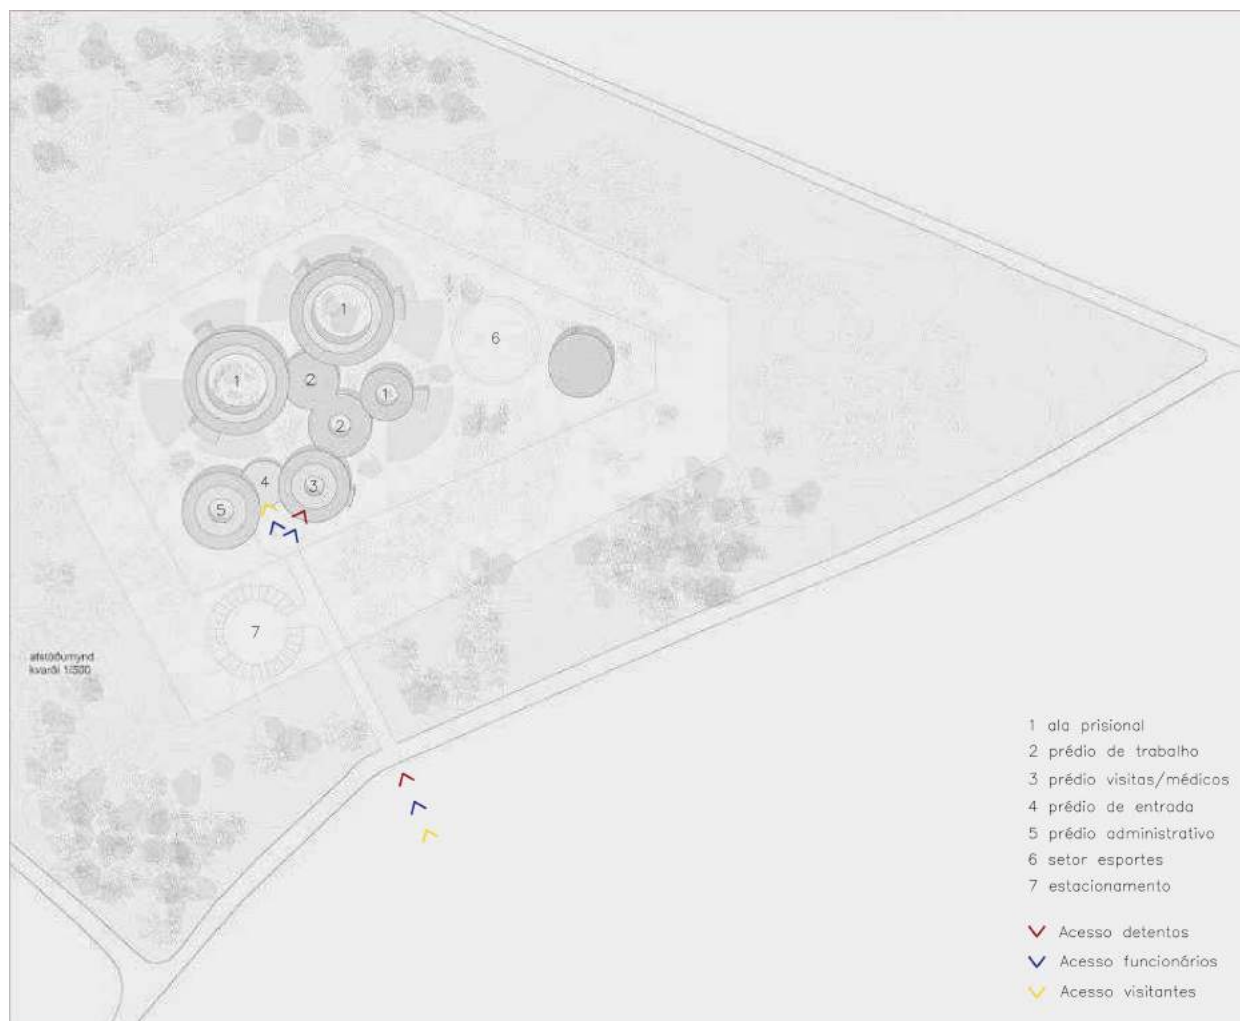 1
6
1
2
1
2
4
3
5
7
afstöðumynd
kvarði 1:500
1 ala prisional
2 prédio de trabalho
3 prédio visitas/médicos
4 prédio de entrada
5 prédio administrativo
6 setor esportes
7 estacionamento
Acesso detentos
Acesso funcionários
Acesso visitantes